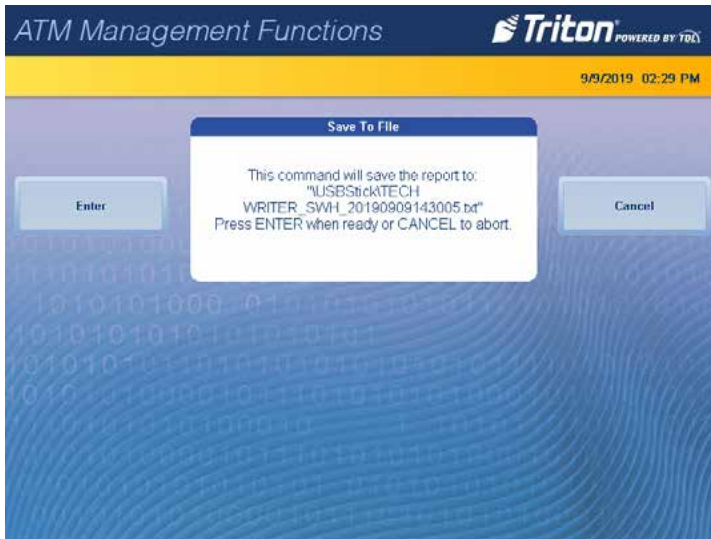 ATM Management Functions
Triton POWERED BY TDL
9/9/2019 02:29 PM
Save To File
This command will save the report to:
"\USBStick\TECH
WRITER_SWH_20190909143005.txt"
Press ENTER when ready or CANCEL to abort.
Enter
Cancel